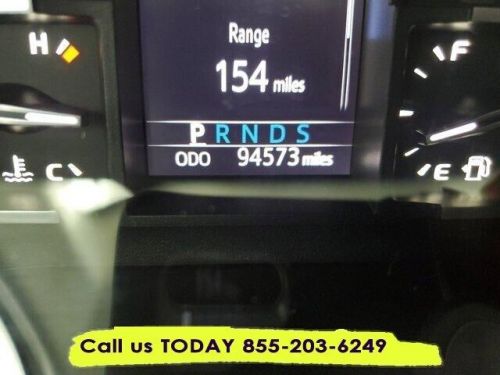 Range
H
F
154 miles
P R N D S
ODO 94573 miles
C
E
Call us TODAY 855-203-6249